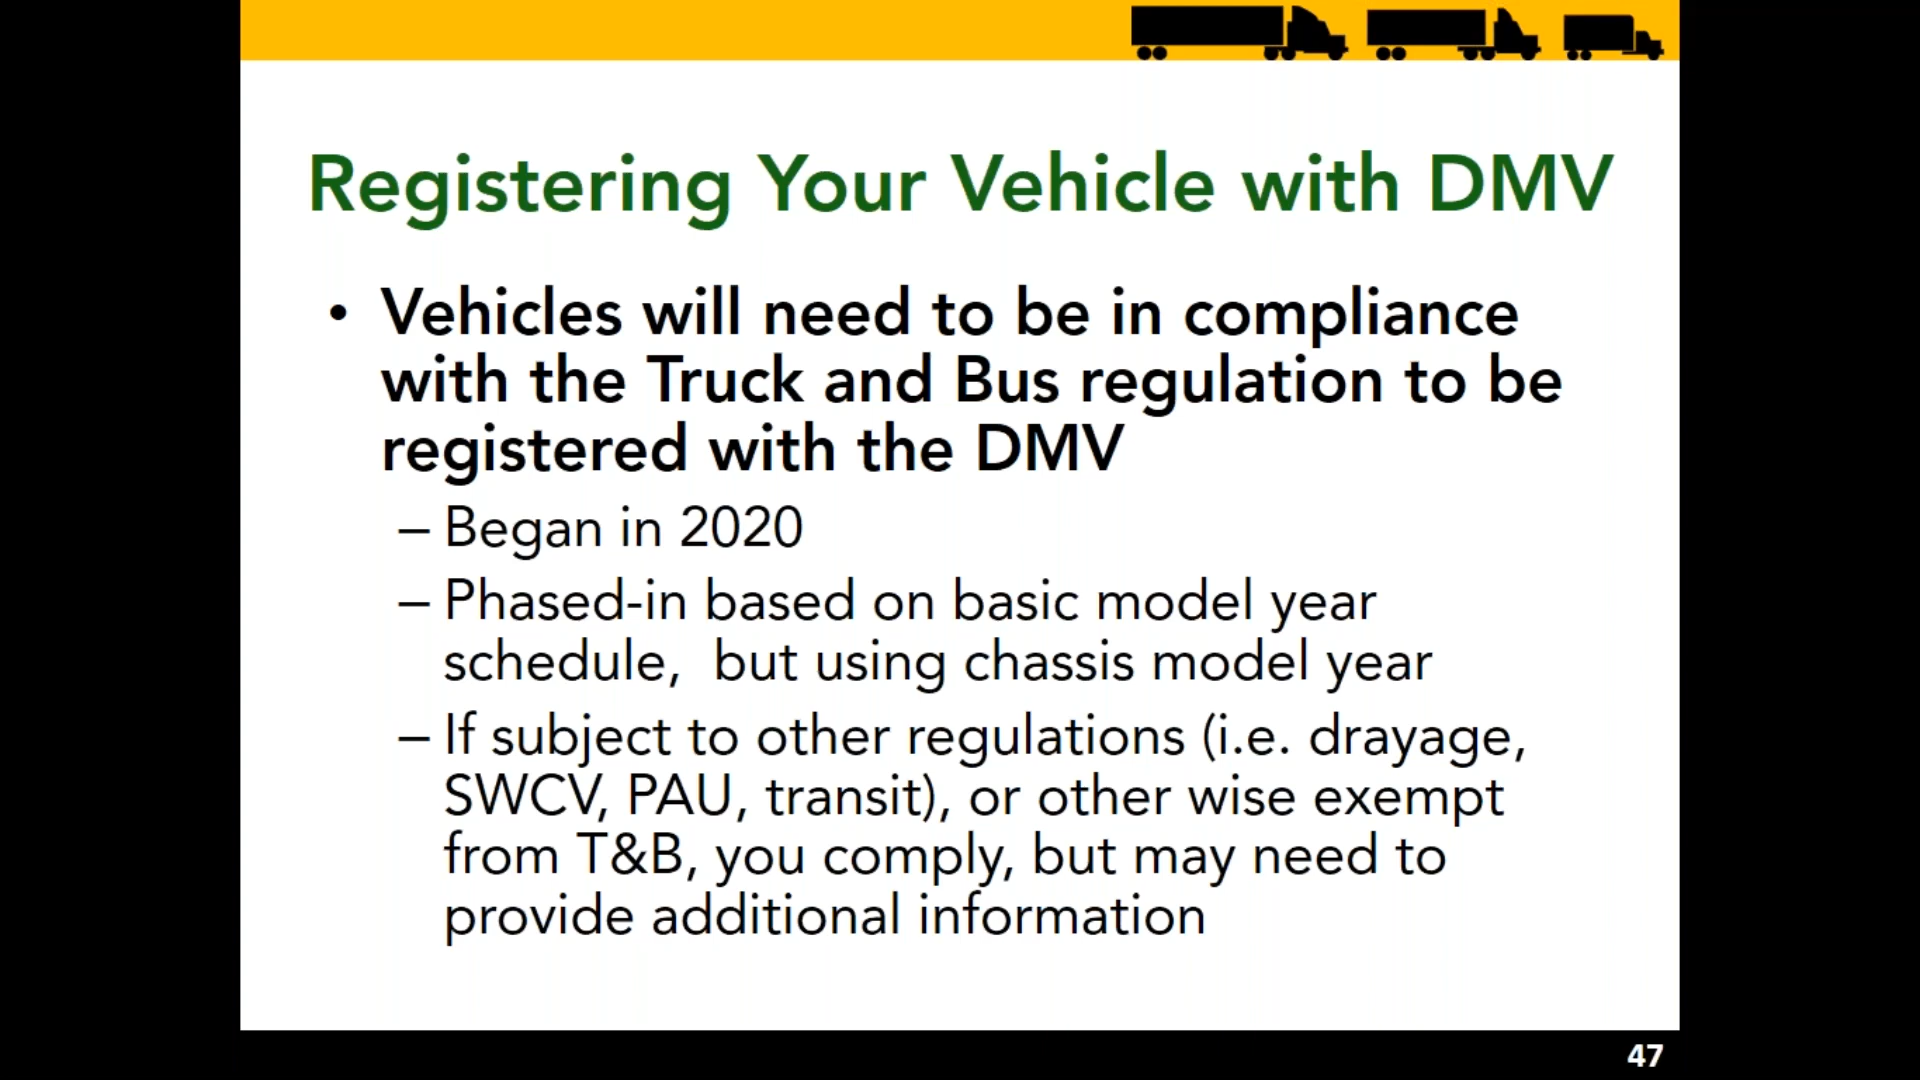 Registering Your Vehicle with DMV
• Vehicles will need to be in compliance
with the Truck and Bus regulation to be
registered with the DMV
– Began in 2020
– Phased-in based on basic model year
schedule,  but using chassis model year
– If subject to other regulations (i.e. drayage,
SWCV, PAU, transit), or other wise exempt
from T&B, you comply, but may need to
provide additional information
47